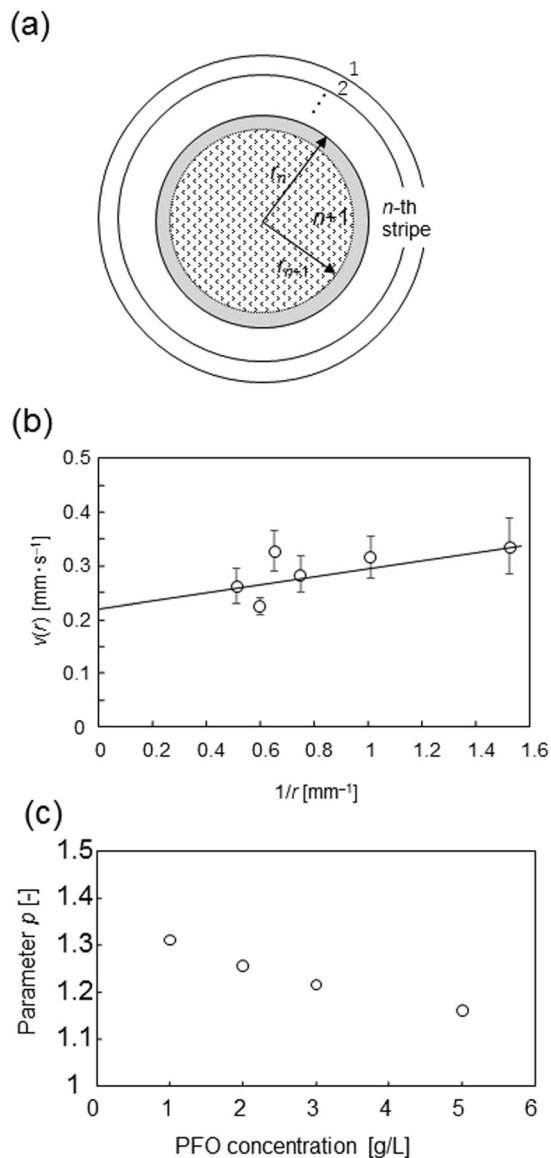 (a)
1
2
rₙ
n+1
rₙ₊₁
n-th
stripe
(b)
0.5
0.4
0.3
0.2
0.1
0
v(r) [mm·s⁻¹]
0 0.2 0.4 0.6 0.8 1 1.2 1.4 1.6
1/r [mm⁻¹]
(c)
1.5
1.4
1.3
1.2
1.1
1
Parameter p [-]
0 1 2 3 4 5 6
PFO concentration [g/L]